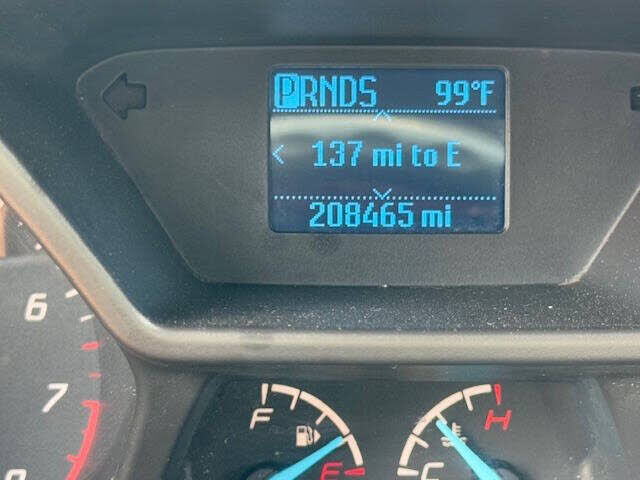 PRNDS 99°F
137 mi to E
208465 mi
6
7
F H
E C